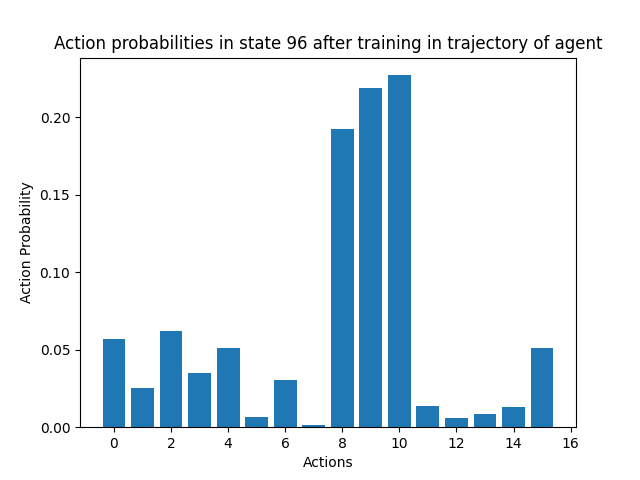 Action probabilities in state 96 after training in trajectory of agent
0.20
0.15
0.10
0.05
0.00
Action Probability
0 2 4 6 8 10 12 14 16
Actions